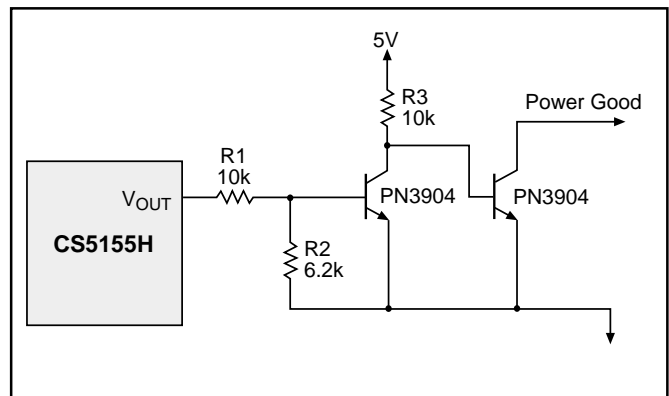 5V
R3
10k
Power Good
R1
10k
VOUT
PN3904
PN3904
CS5155H
R2
6.2k